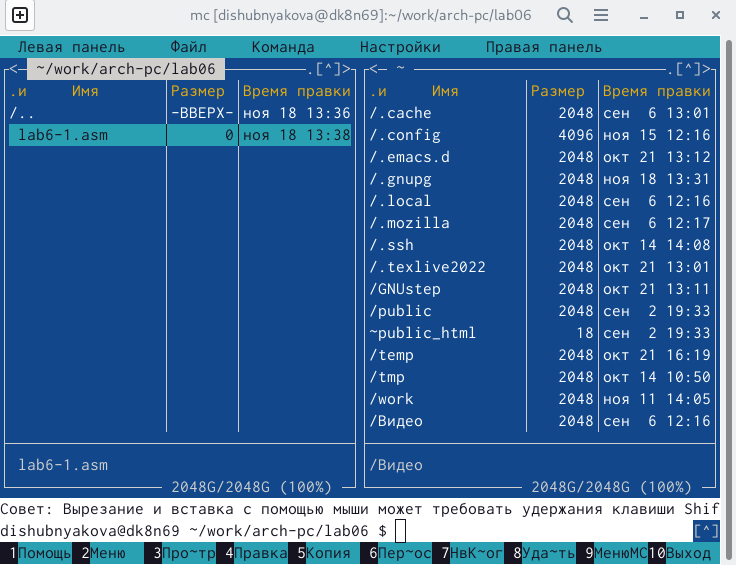 mc [dishubnyakova@dk8n69]:~/work/arch-pc/lab06
Левая панель Файл Команда Настройки Правая панель
<— ~/work/arch-pc/lab06 .[^]> <— ~ .[^]>
.и Имя Размер Время правки .и Имя Размер Время правки
/.. -ВВЕРХ- ноя 18 13:36 /.cache 2048 сен 6 13:01
lab6-1.asm 0 ноя 18 13:38 /.config 4096 ноя 15 12:16
/.emacs.d 2048 окт 21 13:12
/.gnupg 2048 ноя 18 13:31
/.local 2048 сен 6 12:16
/.mozilla 2048 сен 6 12:17
/.ssh 2048 окт 14 14:08
/.texlive2022 2048 окт 21 13:01
/GNUstep 2048 окт 21 13:11
/public 2048 сен 2 19:33
~public_html 18 сен 2 19:33
/temp 2048 окт 21 16:19
/tmp 2048 окт 14 10:50
/work 2048 ноя 11 14:05
/Видео 2048 сен 6 12:16
lab6-1.asm /Видео
2048G/2048G (100%) 2048G/2048G (100%)
Совет: Вырезание и вставка с помощью мыши может требовать удержания клавиши Shif
dishubnyakova@dk8n69 ~/work/arch-pc/lab06 $ [^]
1Помощь 2Меню 3Про~тр 4Правка 5Копия 6Пер~ос 7НвК~ог 8Уда~ть 9МенюMC 10Выход